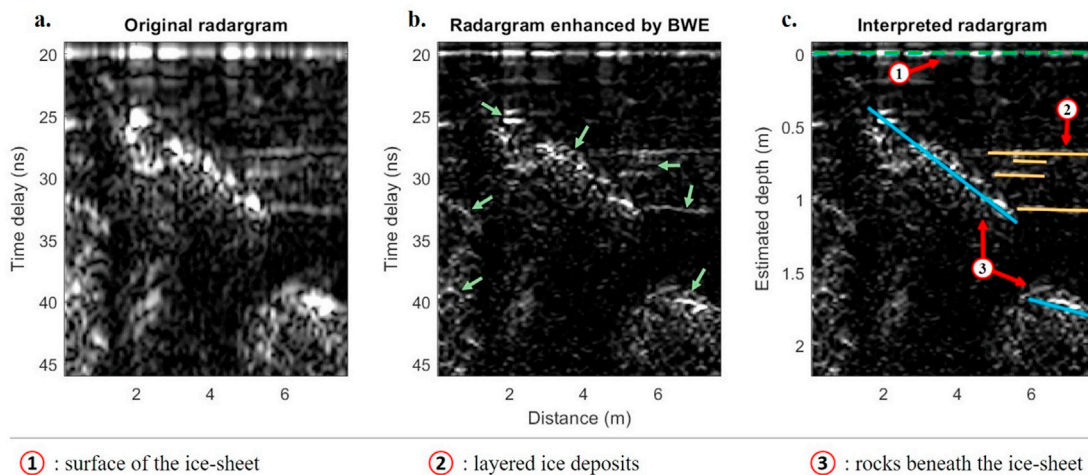 a. Original radargram
b. Radargram enhanced by BWE
c. Interpreted radargram
Time delay (ns)
20
25
30
35
40
45
2
4
6
Time delay (ns)
20
25
30
35
40
45
2
4
6
Distance (m)
Estimated depth (m)
0
0.5
1
1.5
2
2
4
6
1
2
3
1 : surface of the ice-sheet
2 : layered ice deposits
3 : rocks beneath the ice-sheet